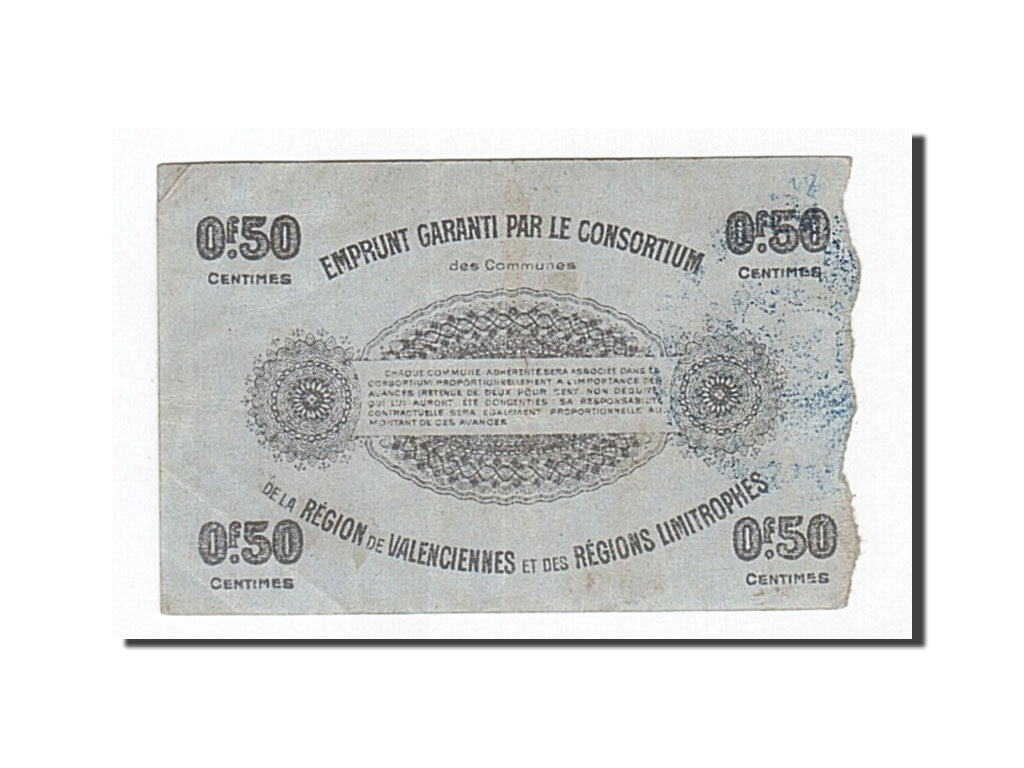 0f.50
CENTIMES
EMPRUNT GARANTI PAR LE CONSORTIUM
des Communes
0f.50
CENTIMES
CHAQUE COMMUNE ADHERENTE SERA ASSOCIÉE DANS LE
CONSORTIUM PROPORTIONNELLEMENT A L'IMPORTANCE DES
AVANCES (RETENUE DE DEUX POUR CENT NON DÉDUITE)
QUI LUI AURONT ÉTÉ CONSENTIES : SA RESPONSABILITÉ
CONTRACTUELLE SERA ÉGALEMENT PROPORTIONNELLE AU
MONTANT DE CES AVANCES
DE LA RÉGION DE VALENCIENNES ET DES RÉGIONS LIMITROPHES
0f.50
CENTIMES
0f.50
CENTIMES